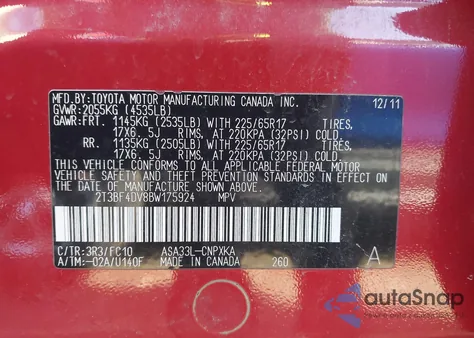 MFD.BY:TOYOTA MOTOR MANUFACTURING CANADA INC.
GVWR:2055KG (4535LB) 12/11
GAWR: FRT. 1145KG (2535LB) WITH 225/65R17 TIRES,
17X6. 5J RIMS, AT 220KPA (32PSI) COLD.
RR. 1135KG (2505LB) WITH 225/65R17 TIRES,
17X6. 5J RIMS, AT 220KPA (32PSI) COLD.
THIS VEHICLE CONFORMS TO ALL APPLICABLE FEDERAL MOTOR
VEHICLE SAFETY AND THEFT PREVENTION STANDARDS IN EFFECT ON THE
DATE OF MANUFACTURE SHOWN ABOVE.
2T3BF4DV8BW175924 MPV
C/TR:3R3/FC10 ASA33L-CNPXKA
A/TM:-02A/U140F MADE IN CANADA 260 A
autoSnap